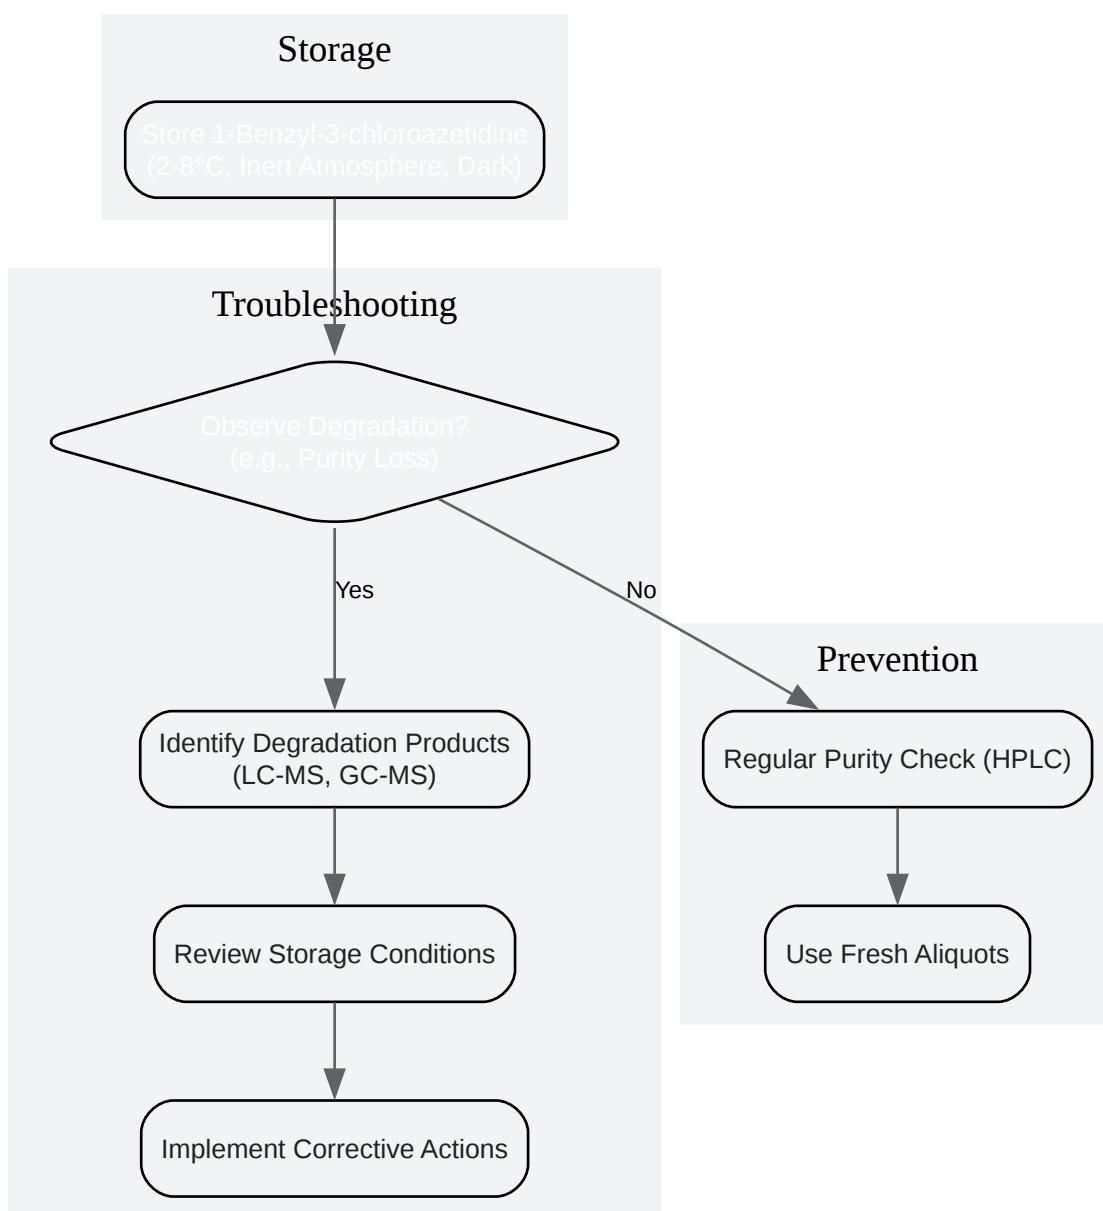 Storage
Store 1-Benzyl-3-chloroazetidine
(2-8°C, Inert Atmosphere, Dark)
Troubleshooting
Observe Degradation?
(e.g., Purity Loss)
Yes
No
Prevention
Identify Degradation Products
(LC-MS, GC-MS)
Regular Purity Check (HPLC)
Review Storage Conditions
Use Fresh Aliquots
Implement Corrective Actions